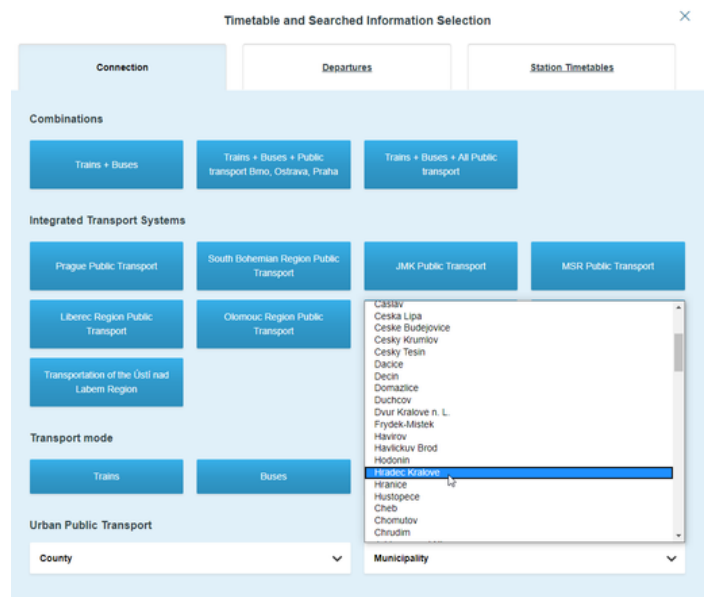 Timetable and Searched Information Selection
Connection
Departures
Station Timetables
Combinations
Trains + Buses
Trains + Buses + Public
transport Brno, Ostrava, Praha
Trains + Buses + All Public
transport
Integrated Transport Systems
Prague Public Transport
South Bohemian Region Public
Transport
JMK Public Transport
MSR Public Transport
Liberec Region Public
Transport
Olomouc Region Public
Transport
Transportation of the Ústí nad
Labem Region
Caslav
Ceska Lipa
Ceske Budejovice
Cesky Krumlov
Cesky Tesin
Dacice
Decin
Domazlice
Duchcov
Dvur Kralove n. L.
Frydek-Mistek
Havirov
Havlickuv Brod
Hodonin
Hradec Kralove
Hranice
Hustopece
Cheb
Chomutov
Chrudim
Transport mode
Trains
Buses
Urban Public Transport
County
Municipality